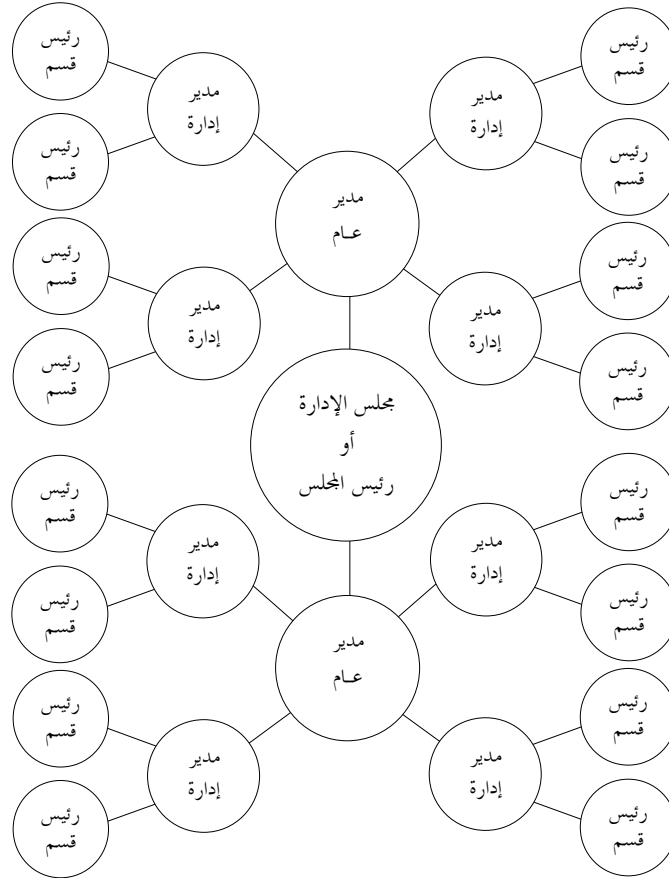 رئيس
قسم
رئيس
قسم
مدير
إدارة
مدير
إدارة
رئيس
قسم
رئيس
قسم
مدير
عـام
رئيس
قسم
رئيس
قسم
مدير
إدارة
مدير
إدارة
رئيس
قسم
رئيس
قسم
مجلس الإدارة
أو
رئيس المجلس
رئيس
قسم
رئيس
قسم
مدير
إدارة
مدير
إدارة
رئيس
قسم
رئيس
قسم
مدير
عـام
رئيس
قسم
رئيس
قسم
مدير
إدارة
مدير
إدارة
رئيس
قسم
رئيس
قسم